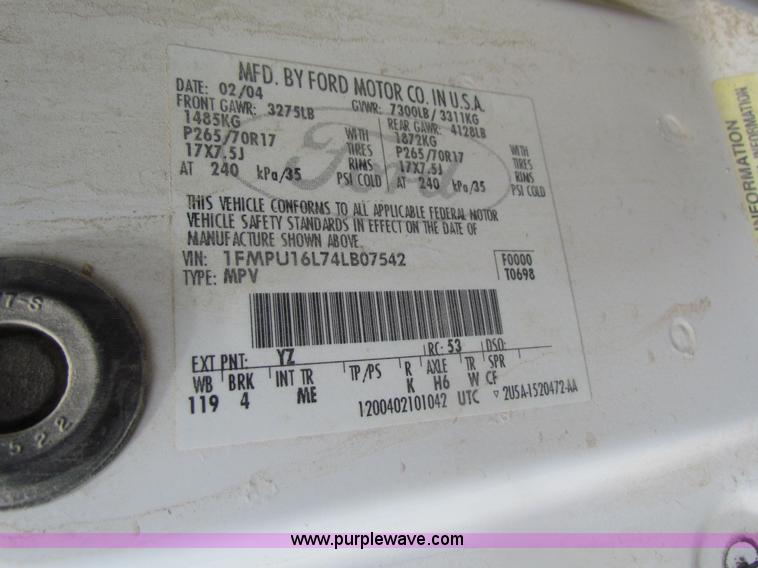 MFD. BY FORD MOTOR CO. IN U.S.A.
DATE: 02/04 GVWR: 7300LB/ 3311KG
FRONT GAWR: 3275LB REAR GAWR: 4128LB
1485KG WITH 1872KG WITH
P265/70R17 TIRES P265/70R17 TIRES
17X7.5J RIMS 17X7.5J RIMS
AT 240 kPa/35 PSI COLD AT 240 kPa/35 PSI COLD
Ford
THIS VEHICLE CONFORMS TO ALL APPLICABLE FEDERAL MOTOR
VEHICLE SAFETY STANDARDS IN EFFECT ON THE DATE OF
MANUFACTURE SHOWN ABOVE.
VIN: 1FMPU16L74LB07542 F0000
TYPE: MPV T0698
EXT PNT: YZ RC: 53 DSO:
WB BRK INT TR TP/PS R AXLE TR SPR
119 4 ME K H6 W CF
1200402101042 UTC ▽ 2U5A-1520472-AA
INFORMATION
INFORMATION
7-8
522
www.purplewave.com